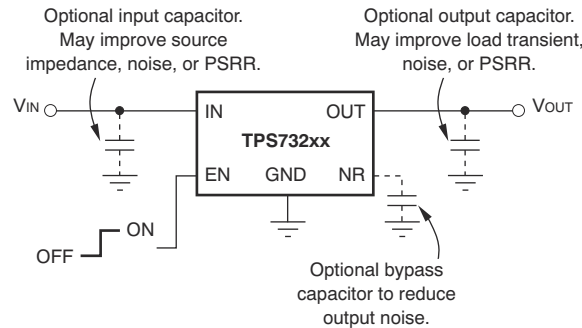 Optional input capacitor.
May improve source
impedance, noise, or PSRR.
Optional output capacitor.
May improve load transient,
noise, or PSRR.
VIN
IN
OUT
VOUT
TPS732xx
EN
GND
NR
ON
OFF
Optional bypass
capacitor to reduce
output noise.